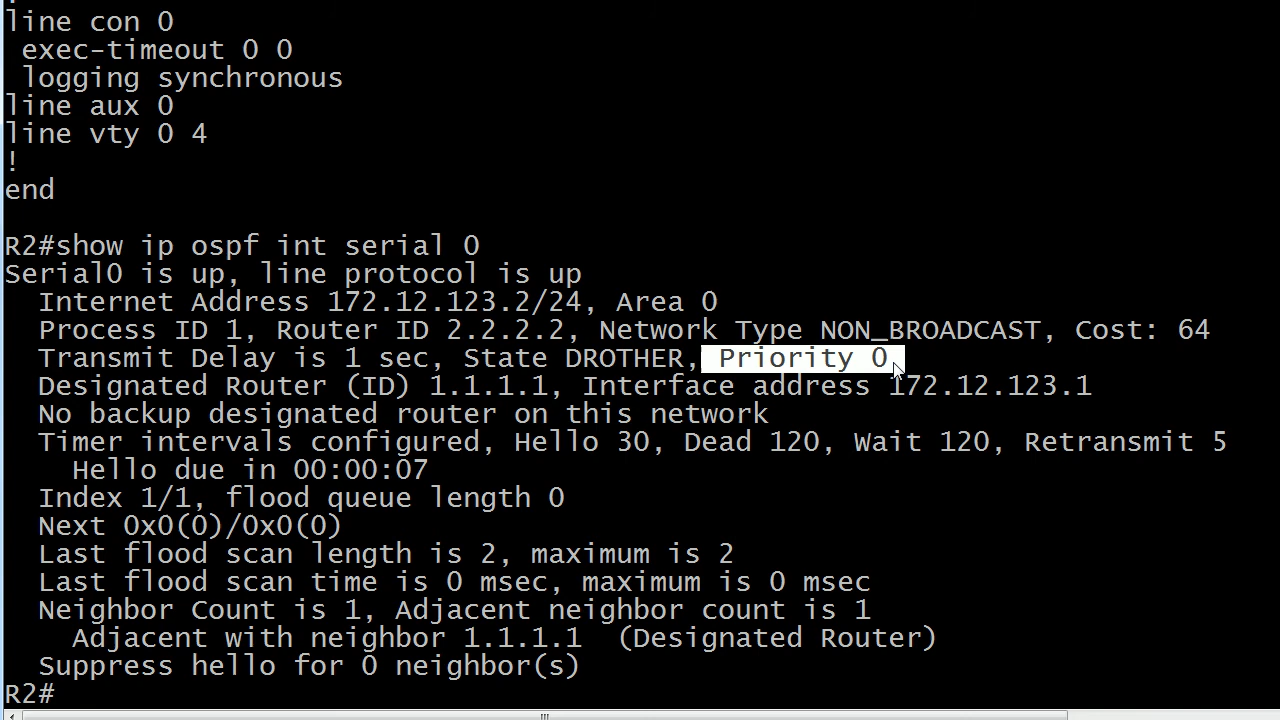 line con 0
exec-timeout 0 0
logging synchronous
line aux 0
line vty 0 4
!
end
R2#show ip ospf int serial 0
Serial0 is up, line protocol is up
Internet Address 172.12.123.2/24, Area 0
Process ID 1, Router ID 2.2.2.2, Network Type NON_BROADCAST, Cost: 64
Transmit Delay is 1 sec, State DROTHER, Priority 0
Designated Router (ID) 1.1.1.1, Interface address 172.12.123.1
No backup designated router on this network
Timer intervals configured, Hello 30, Dead 120, Wait 120, Retransmit 5
Hello due in 00:00:07
Index 1/1, flood queue length 0
Next 0x0(0)/0x0(0)
Last flood scan length is 2, maximum is 2
Last flood scan time is 0 msec, maximum is 0 msec
Neighbor Count is 1, Adjacent neighbor count is 1
Adjacent with neighbor 1.1.1.1  (Designated Router)
Suppress hello for 0 neighbor(s)
R2#